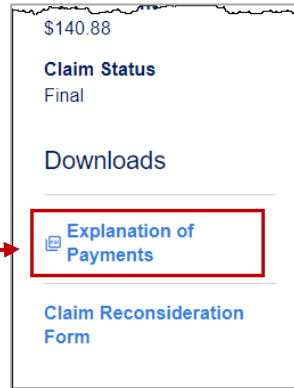 $140.88
Claim Status
Final
Downloads
Explanation of
Payments
Claim Reconsideration
Form